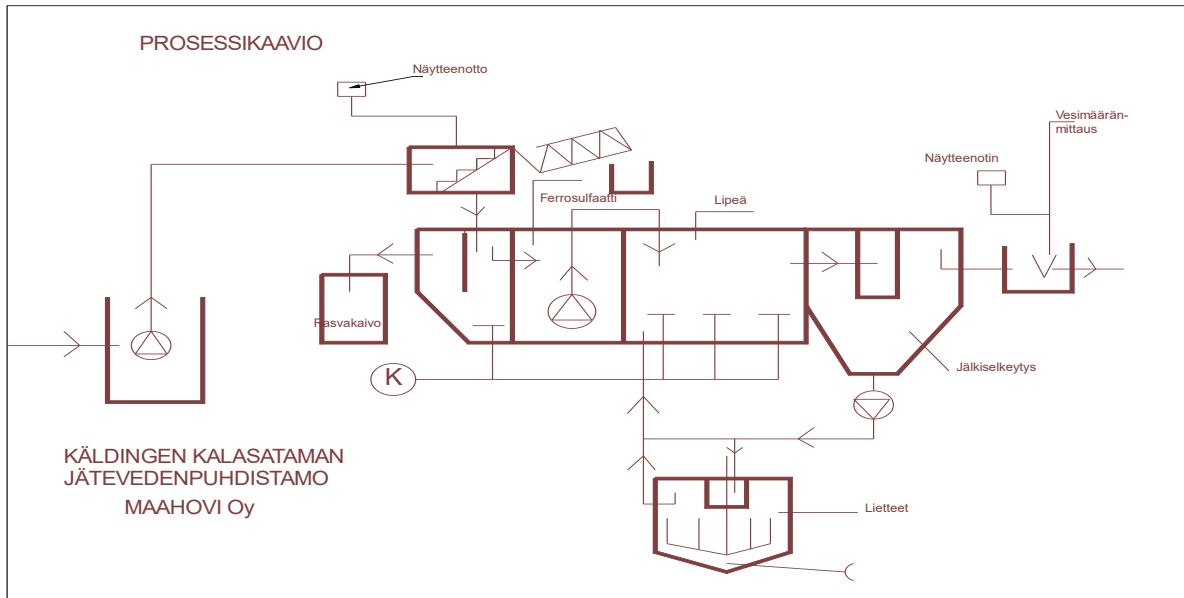 PROSESSIKAAVIO
Näytteenotto
Vesimäärän-
mittaus
Näytteenotin
Ferrosulfaatti
Lipeä
Rasvakaivo
K
Jälkiselkeytys
KÄLDINGEN KALASATAMAN
JÄTEVEDENPUHDISTAMO
MAAHOVI Oy
Lietteet